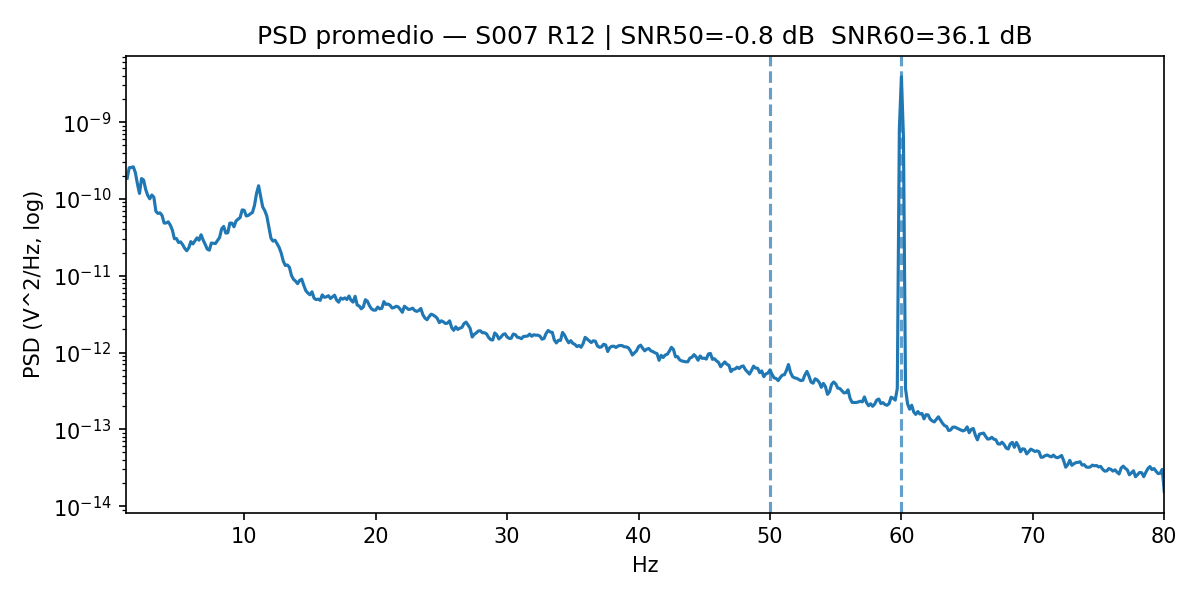 PSD promedio — S007 R12 | SNR50=-0.8 dB  SNR60=36.1 dB
PSD (V^2/Hz, log)
10⁻⁹
10⁻¹⁰
10⁻¹¹
10⁻¹²
10⁻¹³
10⁻¹⁴
10 20 30 40 50 60 70 80
Hz